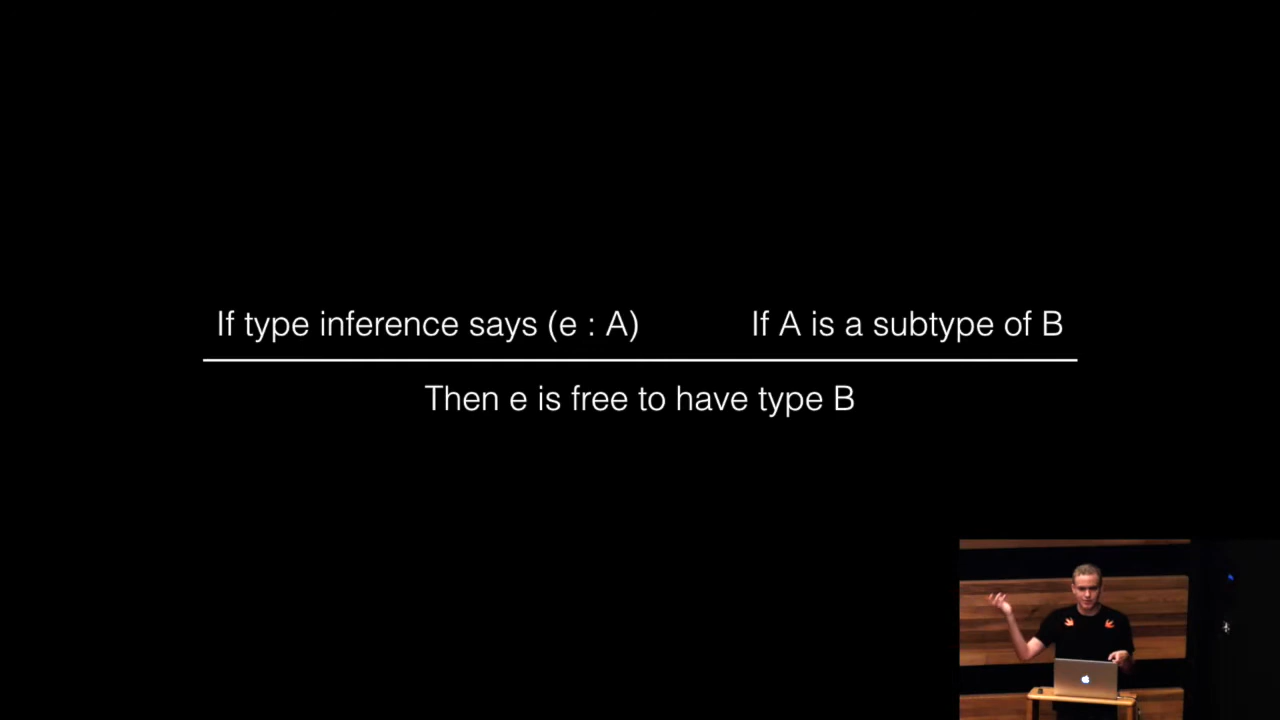 If type inference says (e : A) If A is a subtype of B
Then e is free to have type B